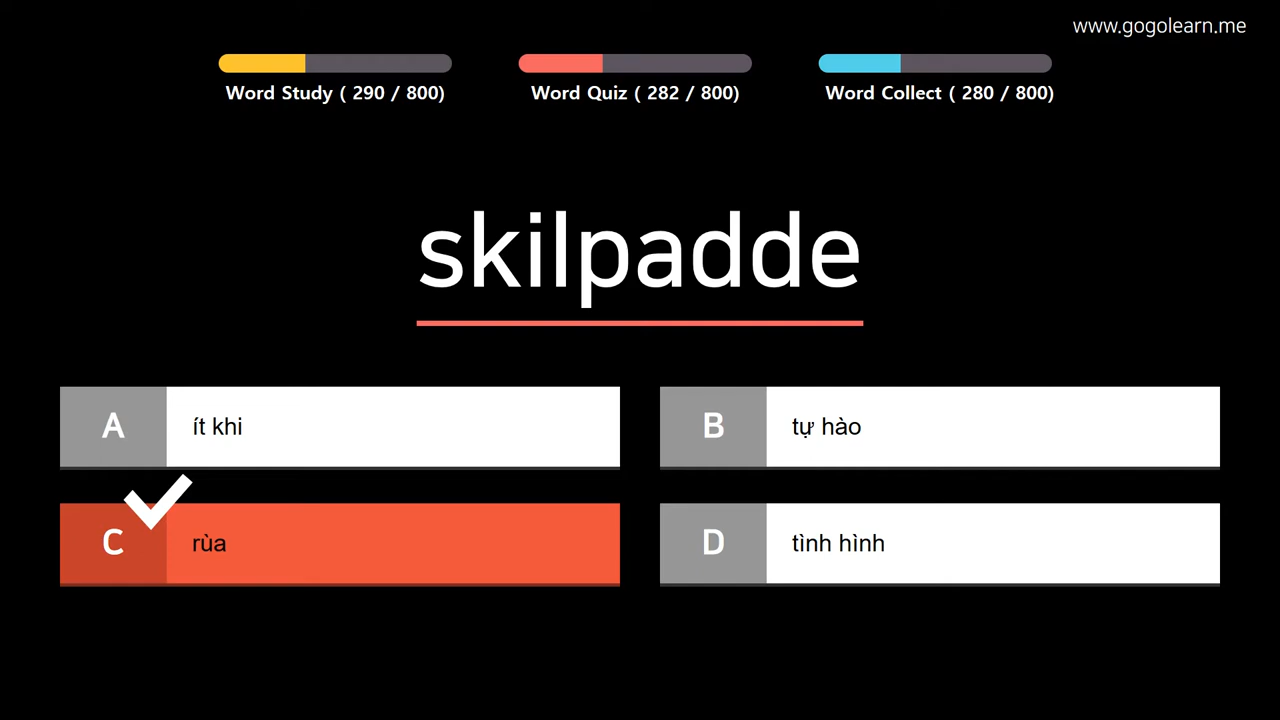 www.gogolearn.me
Word Study ( 290 / 800)
Word Quiz ( 282 / 800)
Word Collect ( 280 / 800)
skilpadde
A
ít khi
B
tự hào
C
rùa
D
tình hình